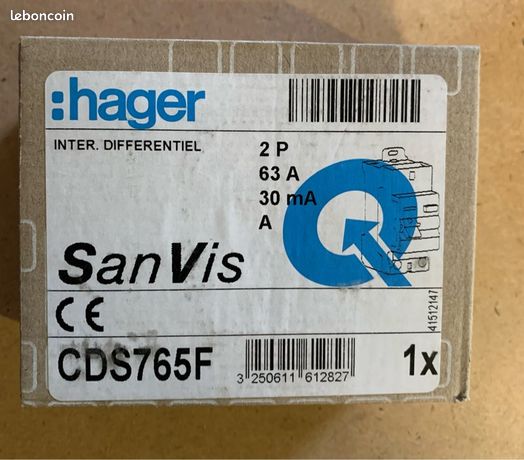 leboncoin
:hager
INTER. DIFFERENTIEL
2 P
63 A
30 mA
A
SanVis
CE
41512147
CDS765F
3 250611 612827
1x